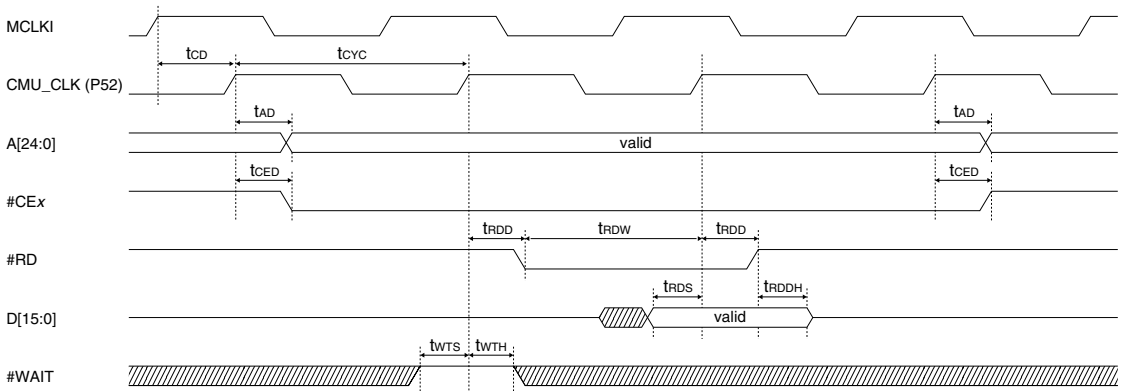 MCLKI
tCD tCYC
CMU_CLK (P52)
tAD tAD
A[24:0] valid
tCED tCED
#CEx
tRDD tRDW tRDD
#RD
tRDS tRDDH
D[15:0] valid
tWTS tWTH
#WAIT